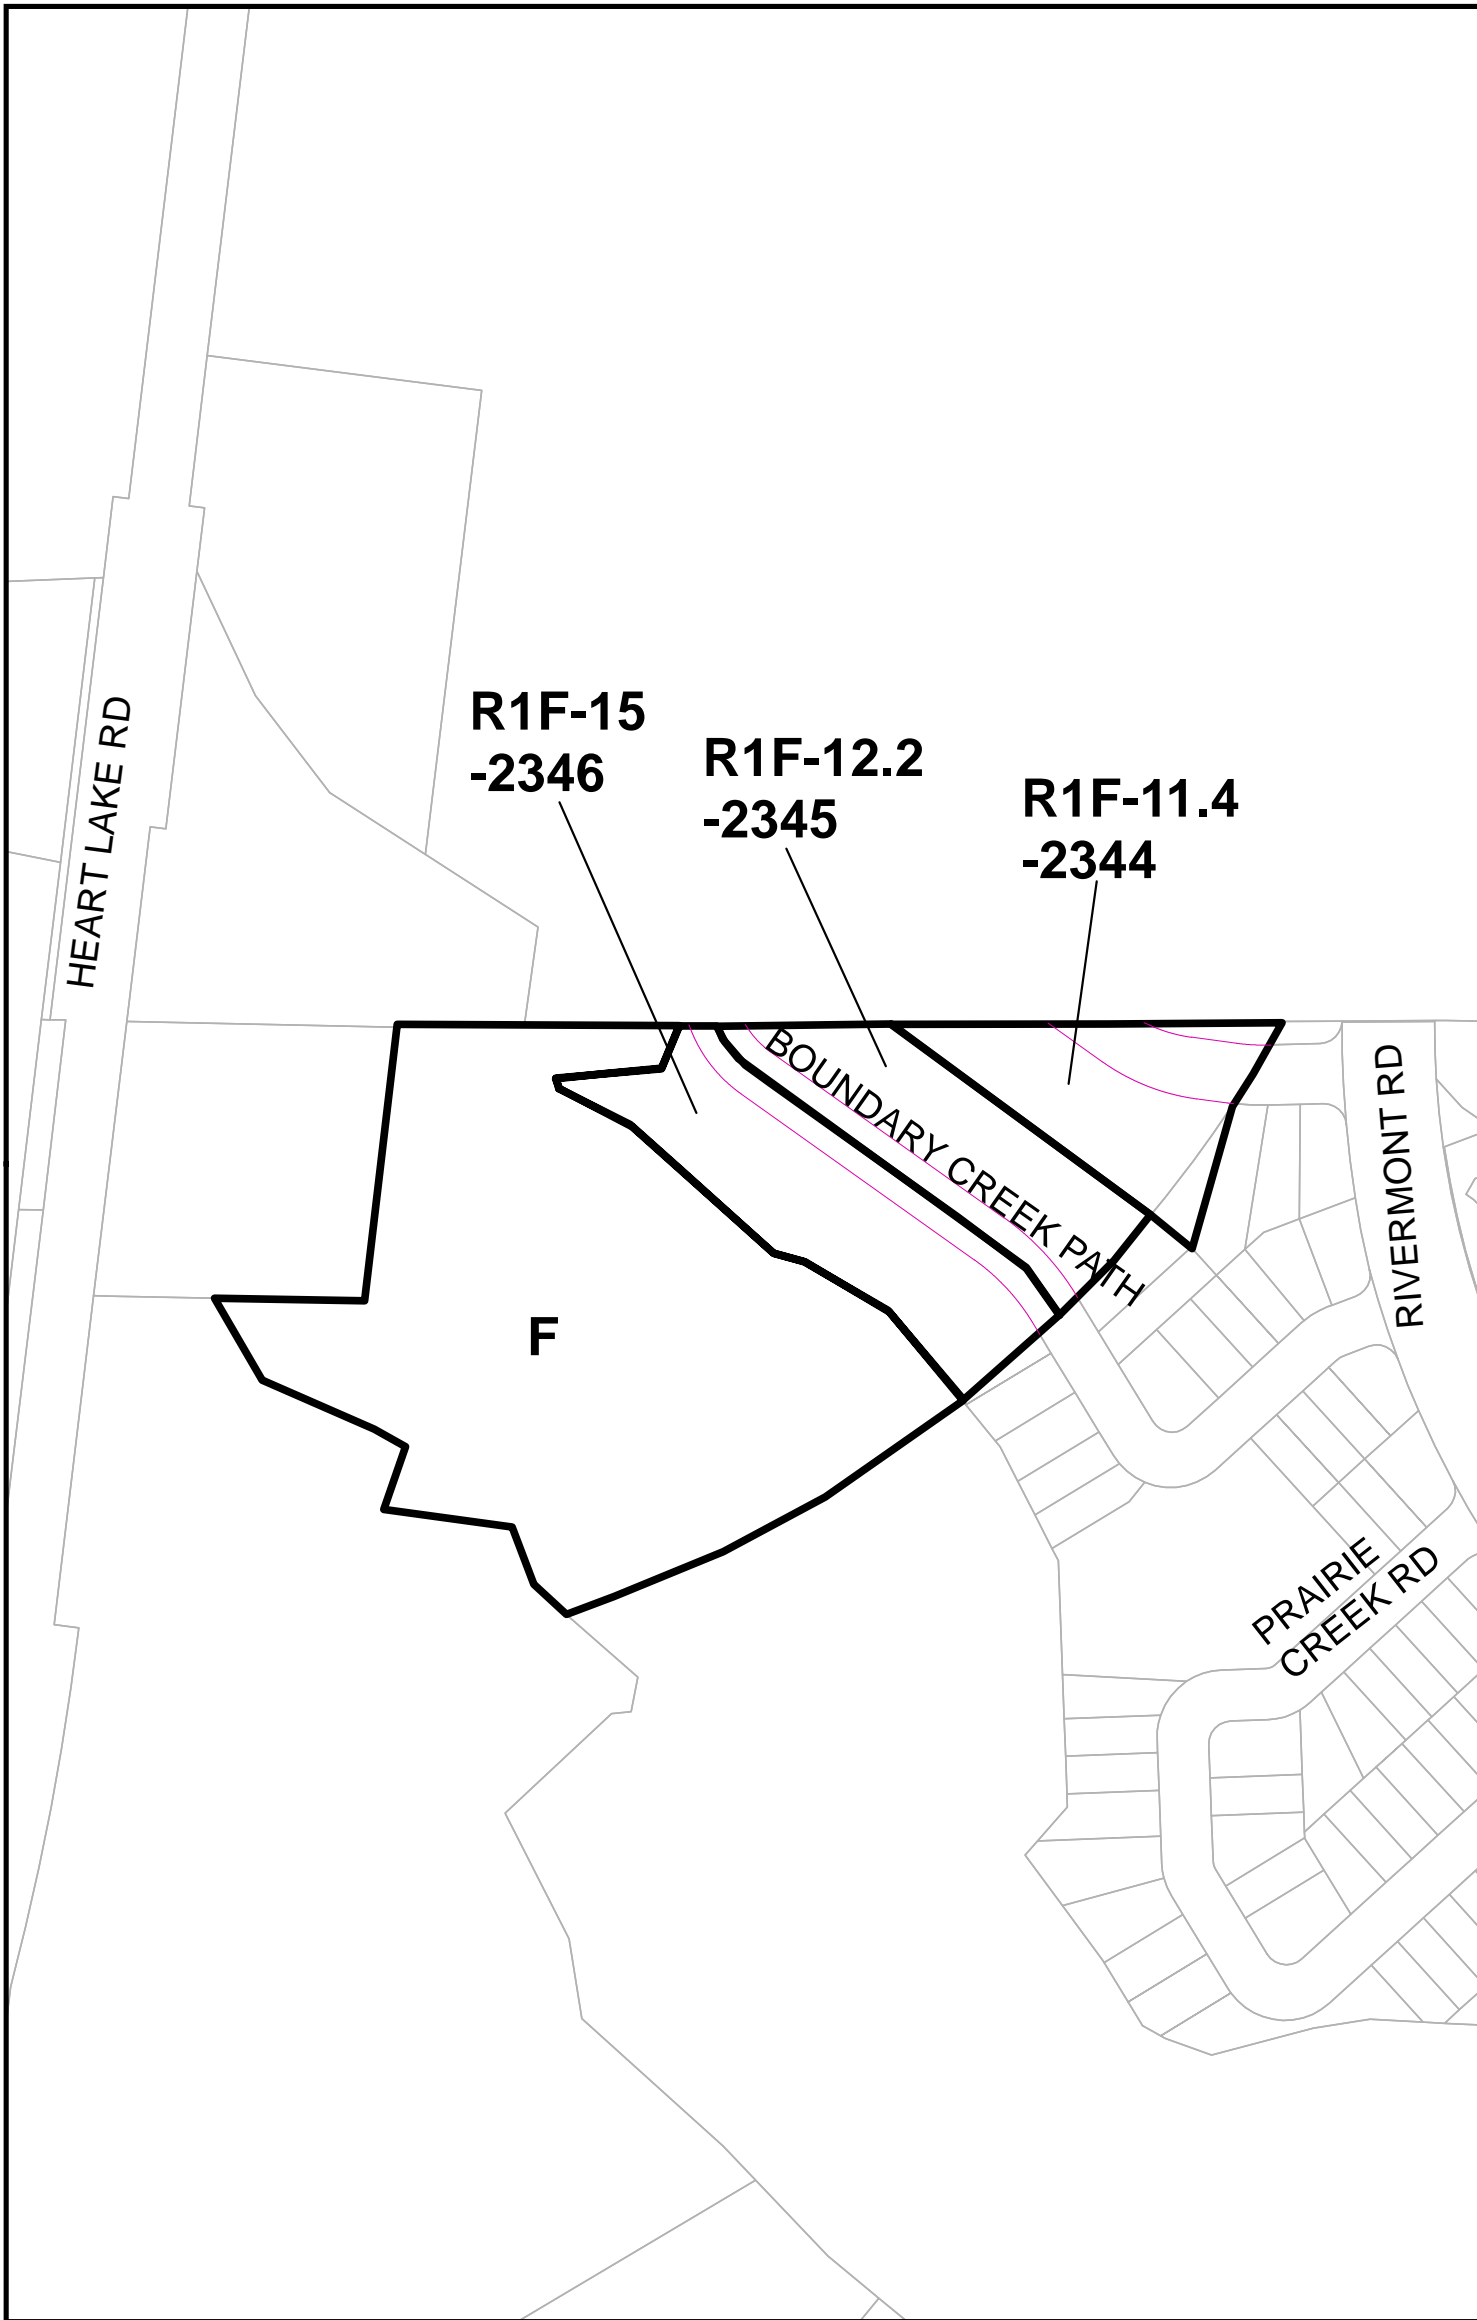 R1F-15
-2346
R1F-12.2
-2345
R1F-11.4
-2344
HEART LAKE RD
BOUNDARY CREEK PATH
RIVERMONT RD
F
PRAIRIE
CREEK RD